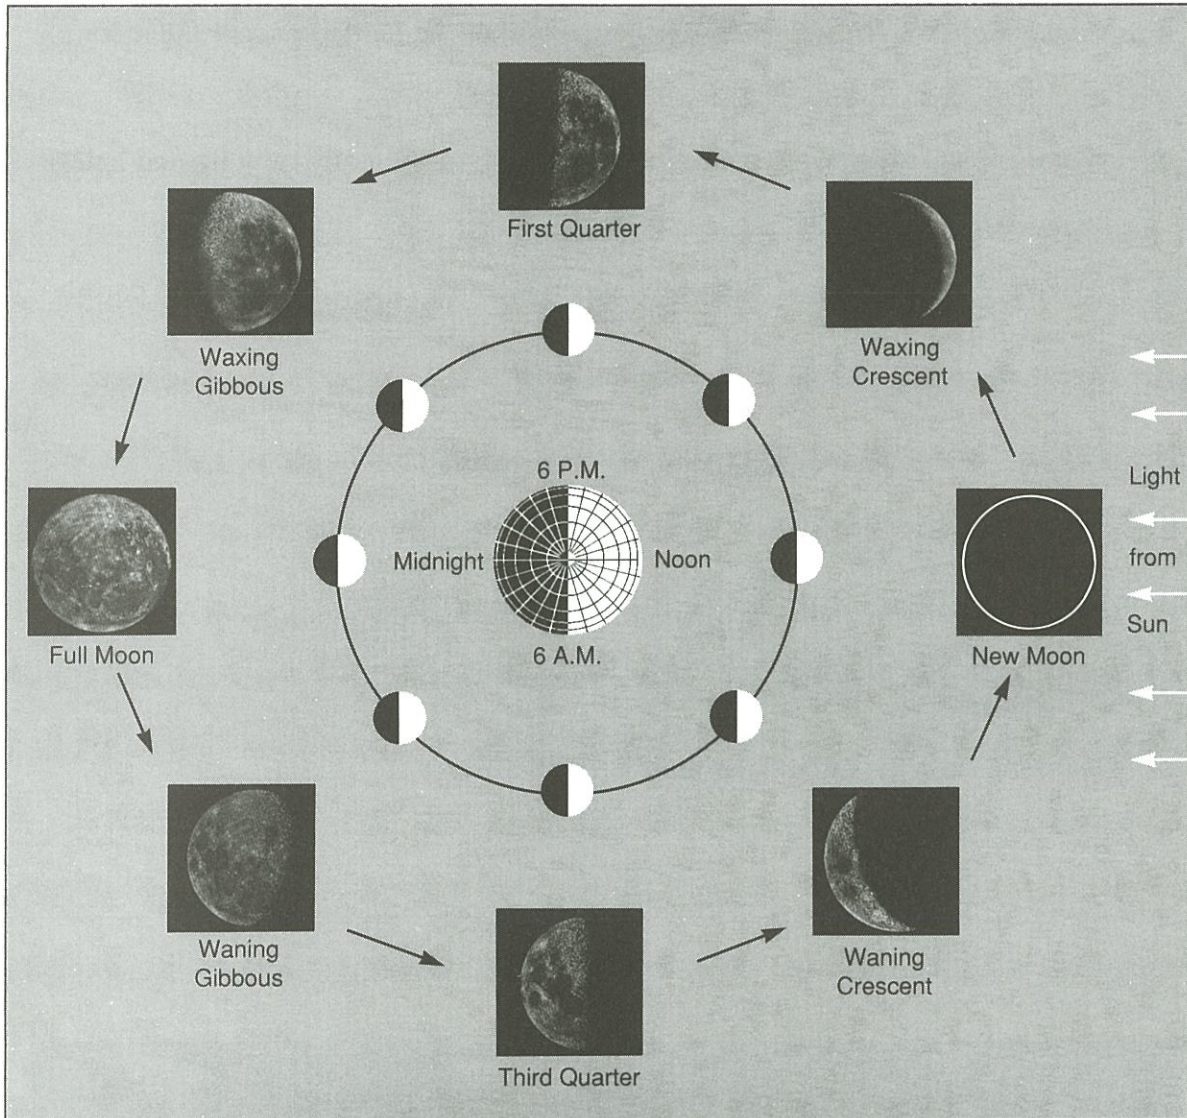 First Quarter
Waxing
Gibbous
Waxing
Crescent
6 P.M.
Midnight
Noon
6 A.M.
Light
from
Sun
Full Moon
New Moon
Waning
Gibbous
Waning
Crescent
Third Quarter